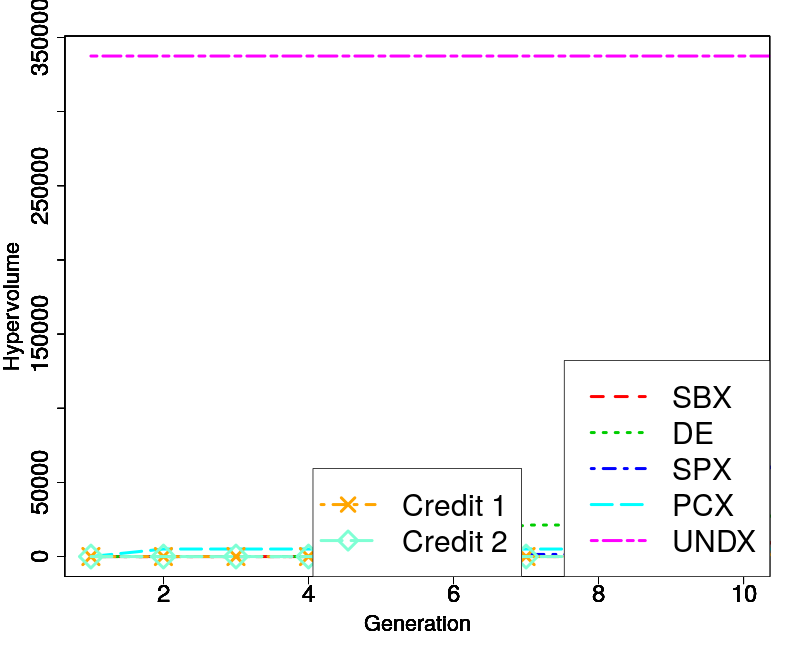 350000
250000
150000
50000
0
Hypervolume
SBX
DE
SPX
PCX
UNDX
Credit 1
Credit 2
2
4
6
8
10
Generation